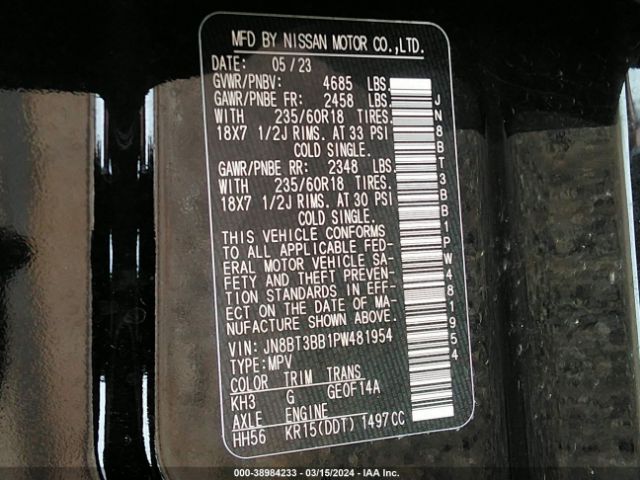 MFD BY NISSAN MOTOR CO.,LTD.
DATE: 05/23
GVWR/PNBV: 4685 LBS.
GAWR/PNBE FR: 2458 LBS.
WITH 235/60R18 TIRES.
18X7 1/2J RIMS. AT 33 PSI
COLD SINGLE.
GAWR/PNBE RR: 2348 LBS.
WITH 235/60R18 TIRES.
18X7 1/2J RIMS. AT 30 PSI
COLD SINGLE.
THIS VEHICLE CONFORMS
TO ALL APPLICABLE FED-
ERAL MOTOR VEHICLE SA-
FETY AND THEFT PREVEN-
TION STANDARDS IN EFF-
ECT ON THE DATE OF MA-
NUFACTURE SHOWN ABOVE.
VIN: JN8BT3BB1PW481954
TYPE: MPV
COLOR TRIM TRANS
KH3 G GE0F14A
AXLE ENGINE
HH56 KR15(DDT) 1497CC
JN8BT3BB1PW481954
000-38984233 - 03/15/2024 - IAA Inc.